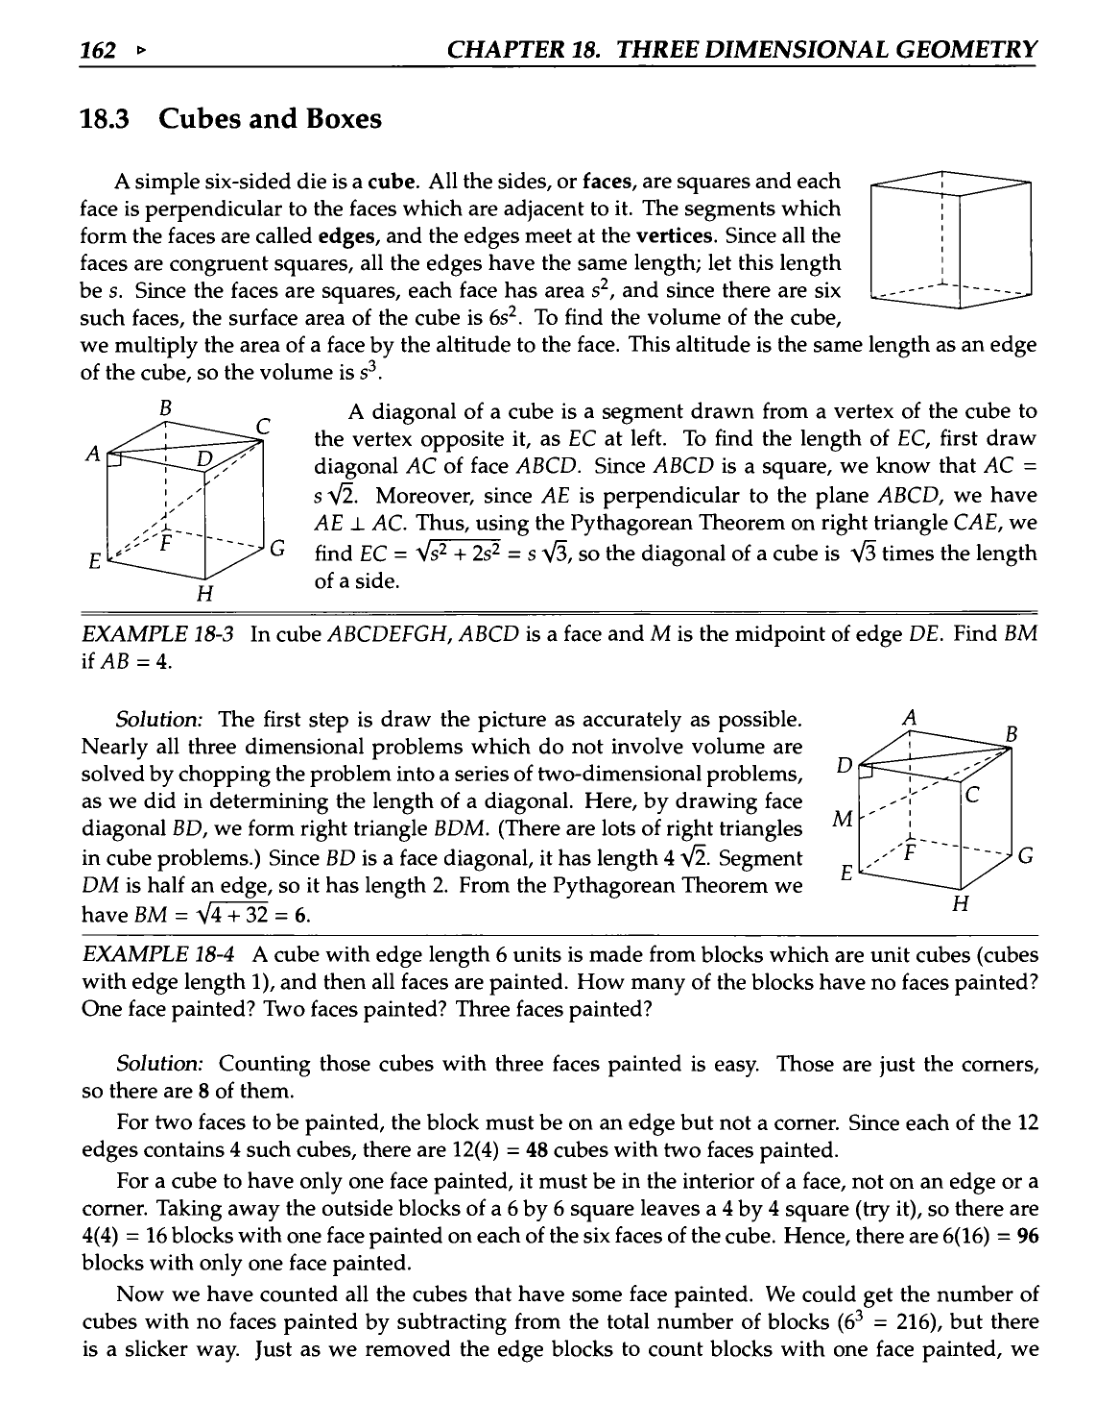 162 ▹ CHAPTER 18. THREE DIMENSIONAL GEOMETRY
18.3 Cubes and Boxes
A simple six-sided die is a cube. All the sides, or faces, are squares and each
face is perpendicular to the faces which are adjacent to it. The segments which
form the faces are called edges, and the edges meet at the vertices. Since all the
faces are congruent squares, all the edges have the same length; let this length
be s. Since the faces are squares, each face has area s², and since there are six
such faces, the surface area of the cube is 6s². To find the volume of the cube,
we multiply the area of a face by the altitude to the face. This altitude is the same length as an edge
of the cube, so the volume is s³.
B
C
A
D
F
E
G
H
A diagonal of a cube is a segment drawn from a vertex of the cube to
the vertex opposite it, as EC at left. To find the length of EC, first draw
diagonal AC of face ABCD. Since ABCD is a square, we know that AC =
s√2. Moreover, since AE is perpendicular to the plane ABCD, we have
AE ⊥ AC. Thus, using the Pythagorean Theorem on right triangle CAE, we
find EC = √(s² + 2s²) = s√3, so the diagonal of a cube is √3 times the length
of a side.
EXAMPLE 18-3 In cube ABCDEFGH, ABCD is a face and M is the midpoint of edge DE. Find BM
if AB = 4.
Solution: The first step is draw the picture as accurately as possible.
Nearly all three dimensional problems which do not involve volume are
solved by chopping the problem into a series of two-dimensional problems,
as we did in determining the length of a diagonal. Here, by drawing face
diagonal BD, we form right triangle BDM. (There are lots of right triangles
in cube problems.) Since BD is a face diagonal, it has length 4√2. Segment
DM is half an edge, so it has length 2. From the Pythagorean Theorem we
have BM = √(4 + 32) = 6.
A
B
D
C
M
F
E
G
H
EXAMPLE 18-4 A cube with edge length 6 units is made from blocks which are unit cubes (cubes
with edge length 1), and then all faces are painted. How many of the blocks have no faces painted?
One face painted? Two faces painted? Three faces painted?
Solution: Counting those cubes with three faces painted is easy. Those are just the corners,
so there are 8 of them.
For two faces to be painted, the block must be on an edge but not a corner. Since each of the 12
edges contains 4 such cubes, there are 12(4) = 48 cubes with two faces painted.
For a cube to have only one face painted, it must be in the interior of a face, not on an edge or a
corner. Taking away the outside blocks of a 6 by 6 square leaves a 4 by 4 square (try it), so there are
4(4) = 16 blocks with one face painted on each of the six faces of the cube. Hence, there are 6(16) = 96
blocks with only one face painted.
Now we have counted all the cubes that have some face painted. We could get the number of
cubes with no faces painted by subtracting from the total number of blocks (6³ = 216), but there
is a slicker way. Just as we removed the edge blocks to count blocks with one face painted, we